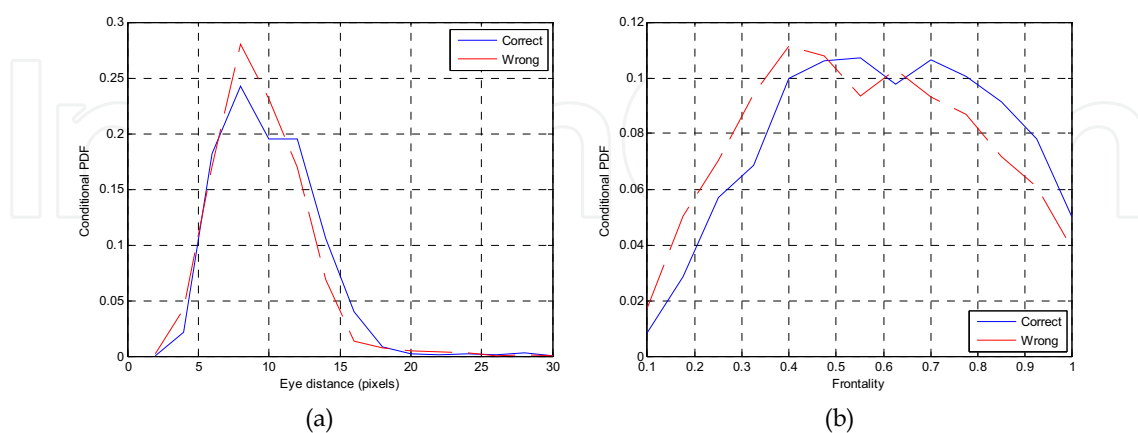 0.3
0.25
0.2
0.15
0.1
0.05
0
Conditional PDF
0 5 10 15 20 25 30
Eye distance (pixels)
Correct
Wrong
(a)
0.12
0.1
0.08
0.06
0.04
0.02
0
Conditional PDF
0.1 0.2 0.3 0.4 0.5 0.6 0.7 0.8 0.9 1
Frontality
Correct
Wrong
(b)